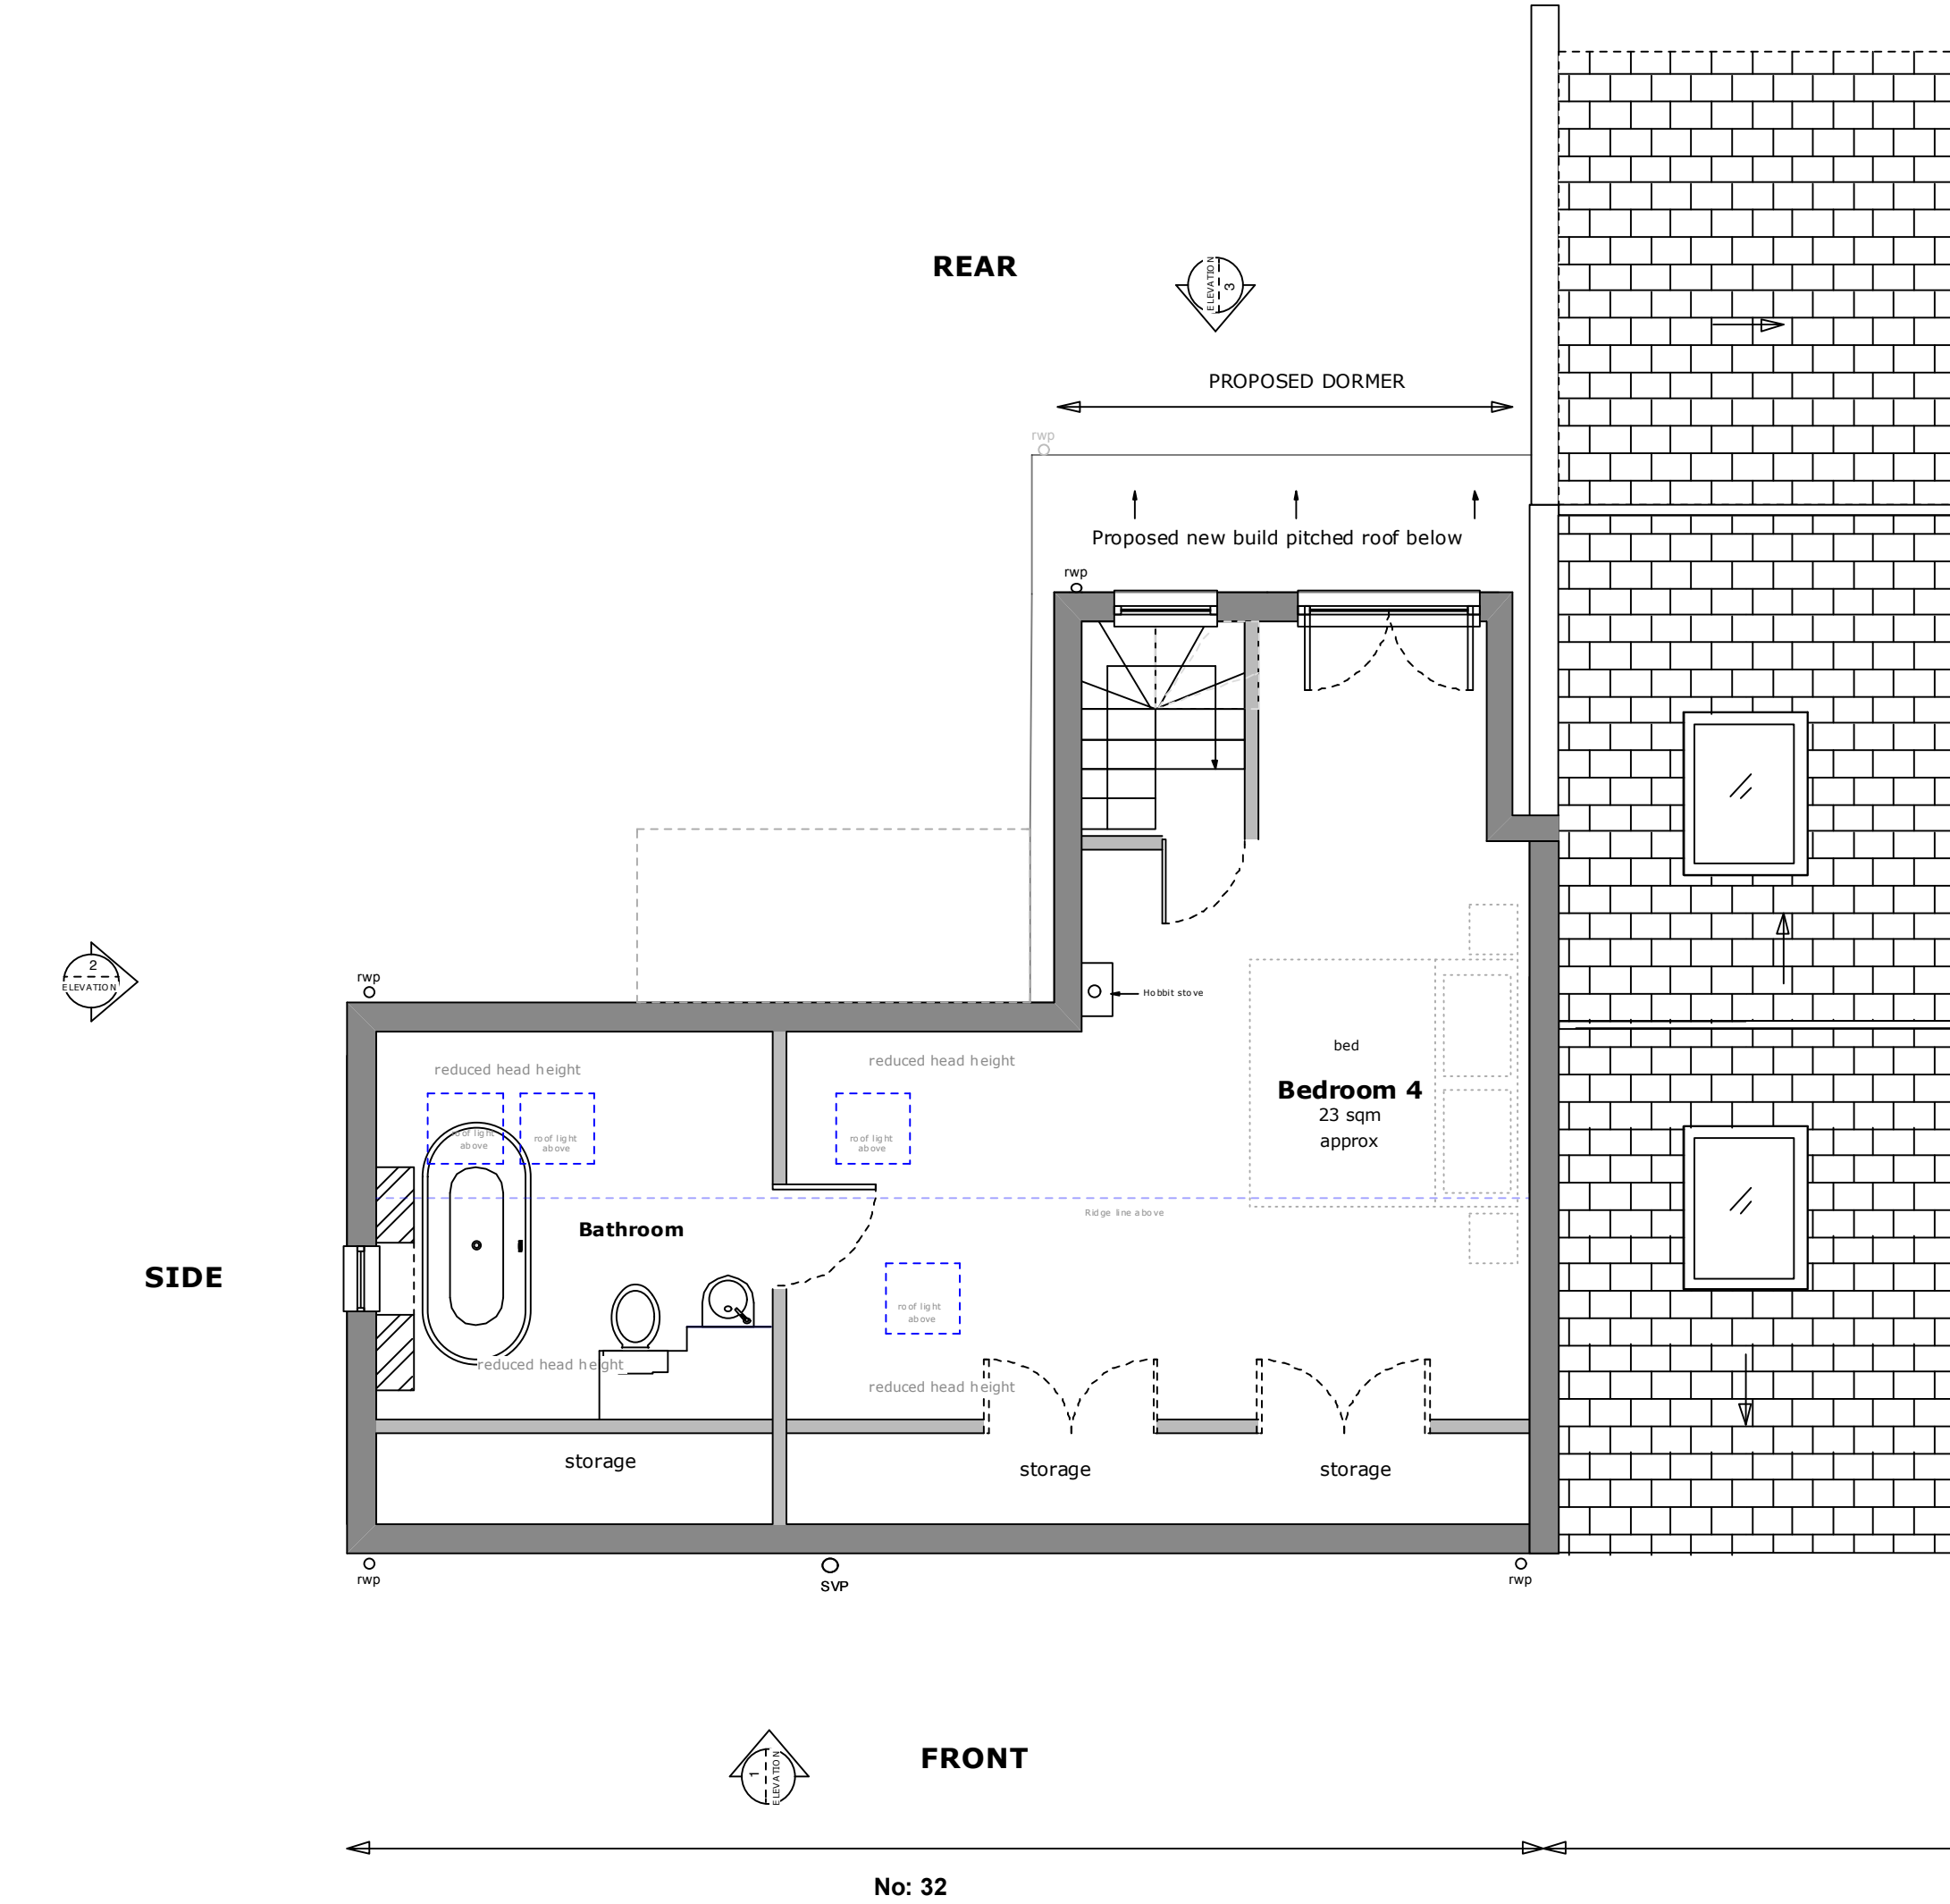 REAR
ELEVATION
3
PROPOSED DORMER
rwp
Proposed new build pitched roof below
rwp
2
ELEVATION
rwp
Hobbit stove
bed
Bedroom 4
23 sqm
approx
reduced head height
reduced head height
roof light
above
roof light
above
roof light
above
Ridge line above
Bathroom
SIDE
roof light
above
reduced head height
reduced head height
storage
storage
storage
rwp
SVP
rwp
1
ELEVATION
FRONT
No: 32